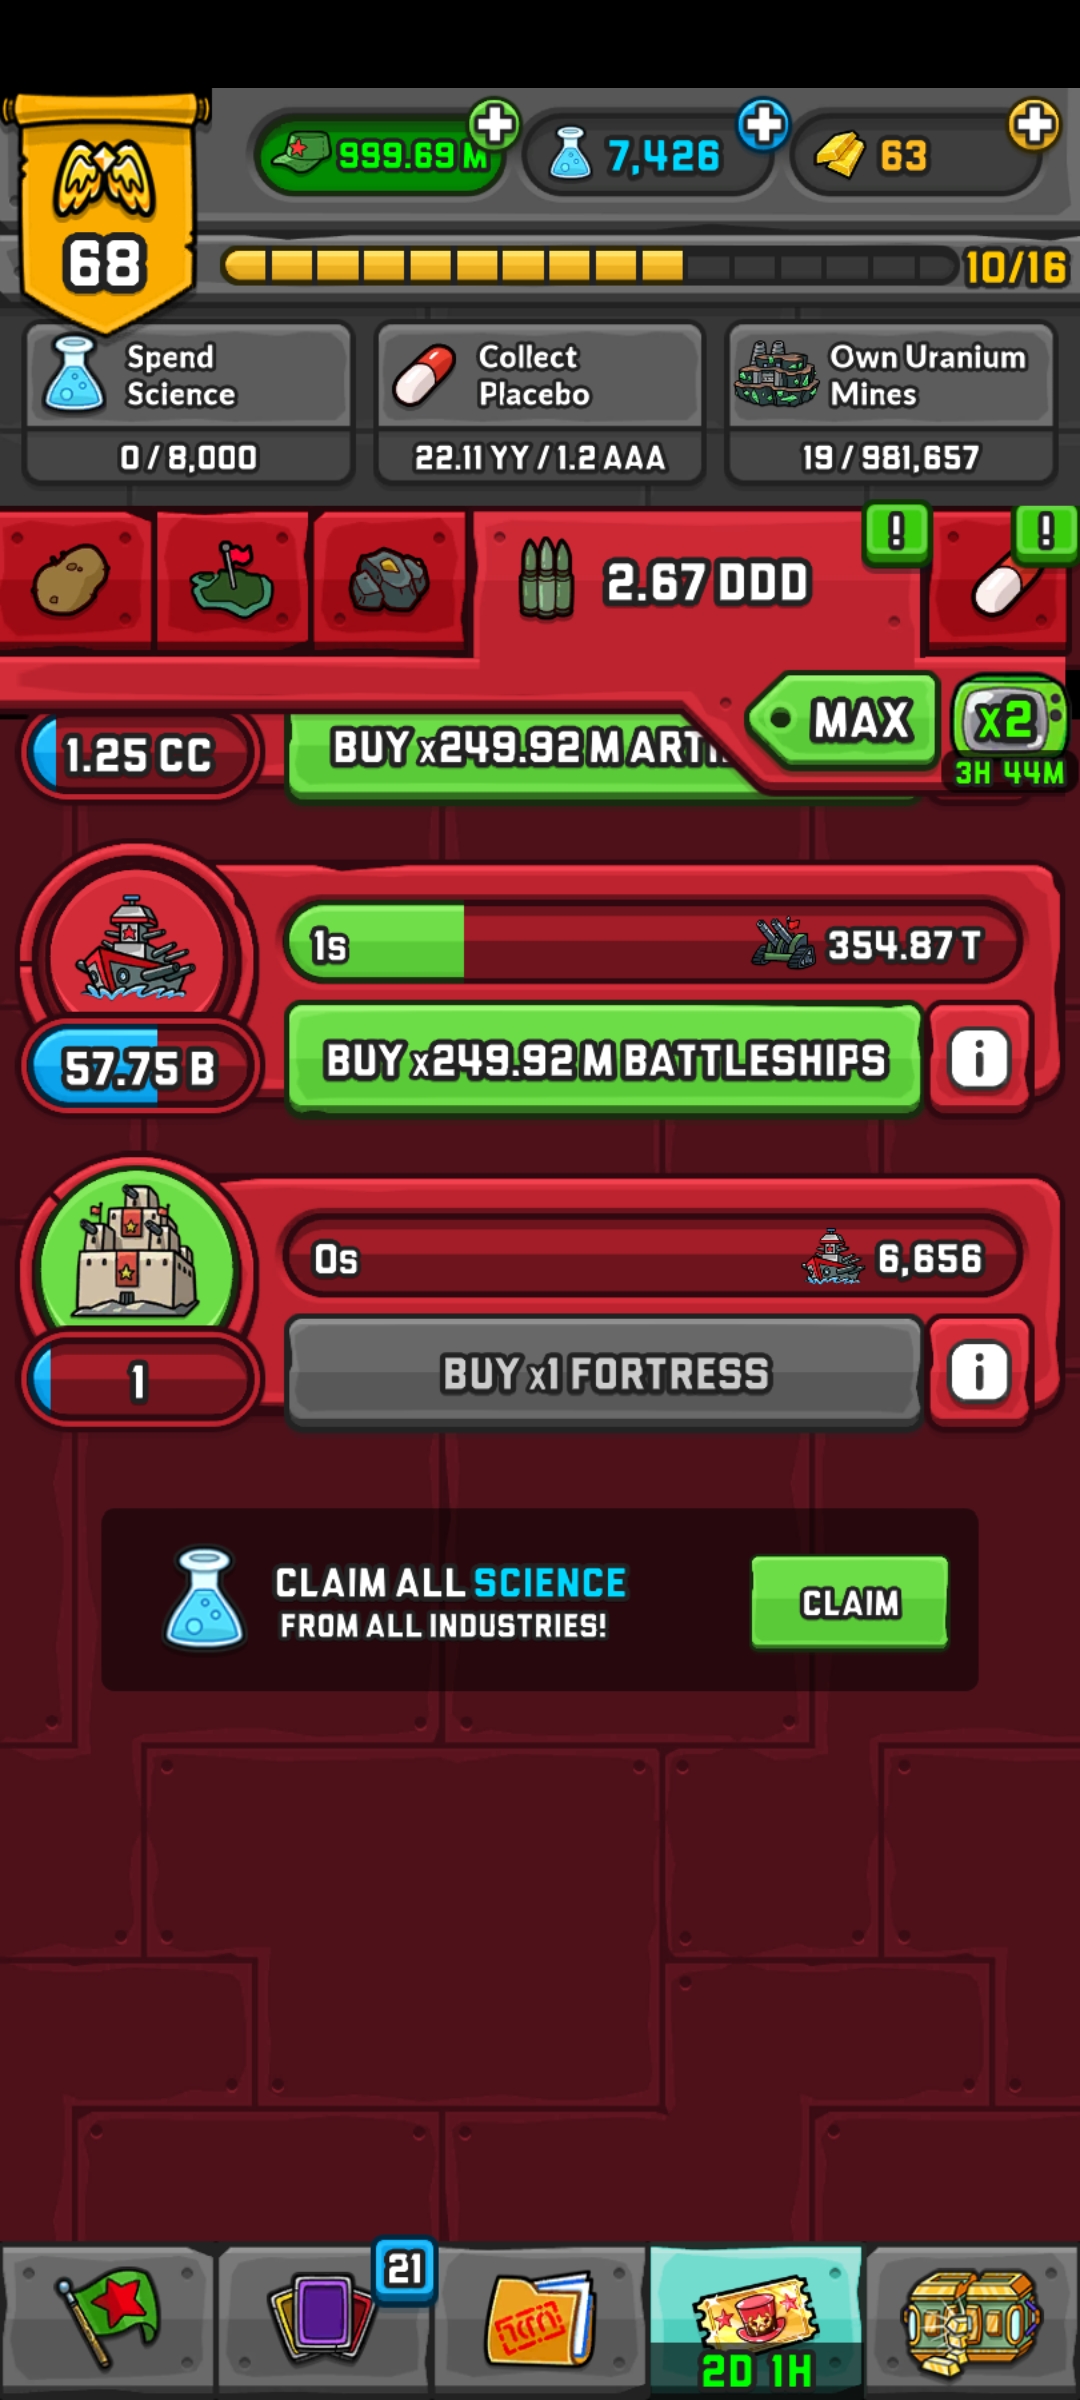 999.69 M
7,426
63
68
10/16
Spend
Science
Collect
Placebo
Own Uranium
Mines
0 / 8,000
22.11 YY / 1.2 AAA
19 / 981,657
!
!
2.67 DDD
MAX
x2
3H 44M
1.25 CC
BUY x249.92 M
1s
354.87 T
57.75 B
BUY x249.92 M BATTLESHIPS
i
0s
6,656
1
BUY x1 FORTRESS
i
CLAIM ALL SCIENCE
FROM ALL INDUSTRIES!
CLAIM
21
2D 1H